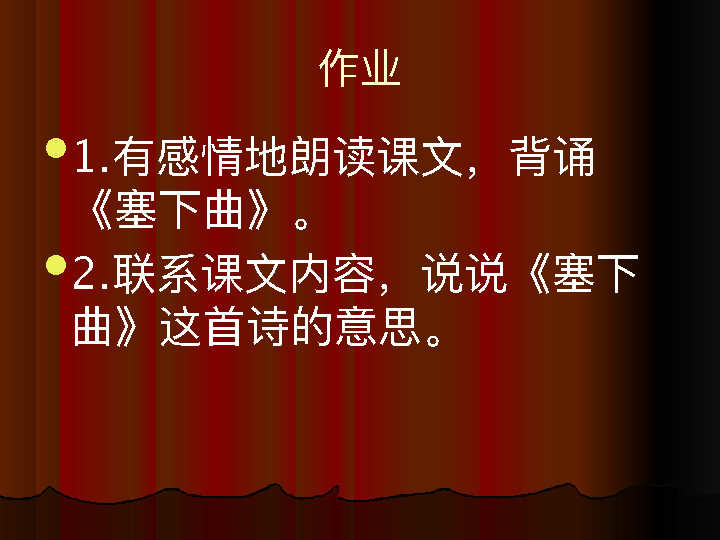 作业
1.有感情地朗读课文，背诵
《塞下曲》。
2.联系课文内容，说说《塞下
曲》这首诗的意思。